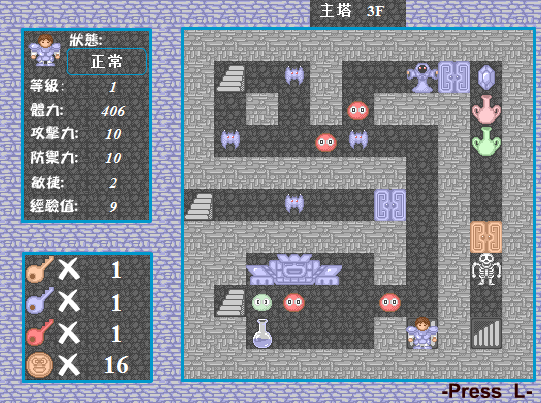 主塔 3F
狀態:
正常
等級: 1
體力: 406
攻擊力: 10
防禦力: 10
敏捷: 2
經驗值: 9
1
1
1
16
-Press L-